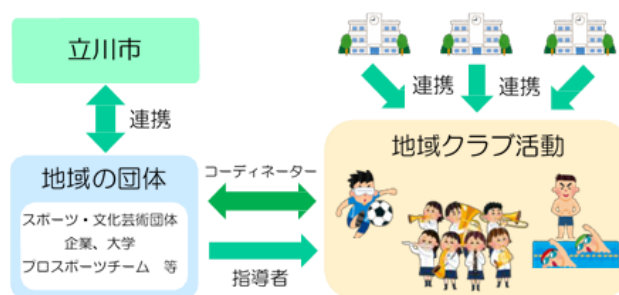 立川市
連携
地域の団体
スポーツ・文化芸術団体
企業、大学
プロスポーツチーム　等
コーディネーター
指導者
連携
連携
地域クラブ活動